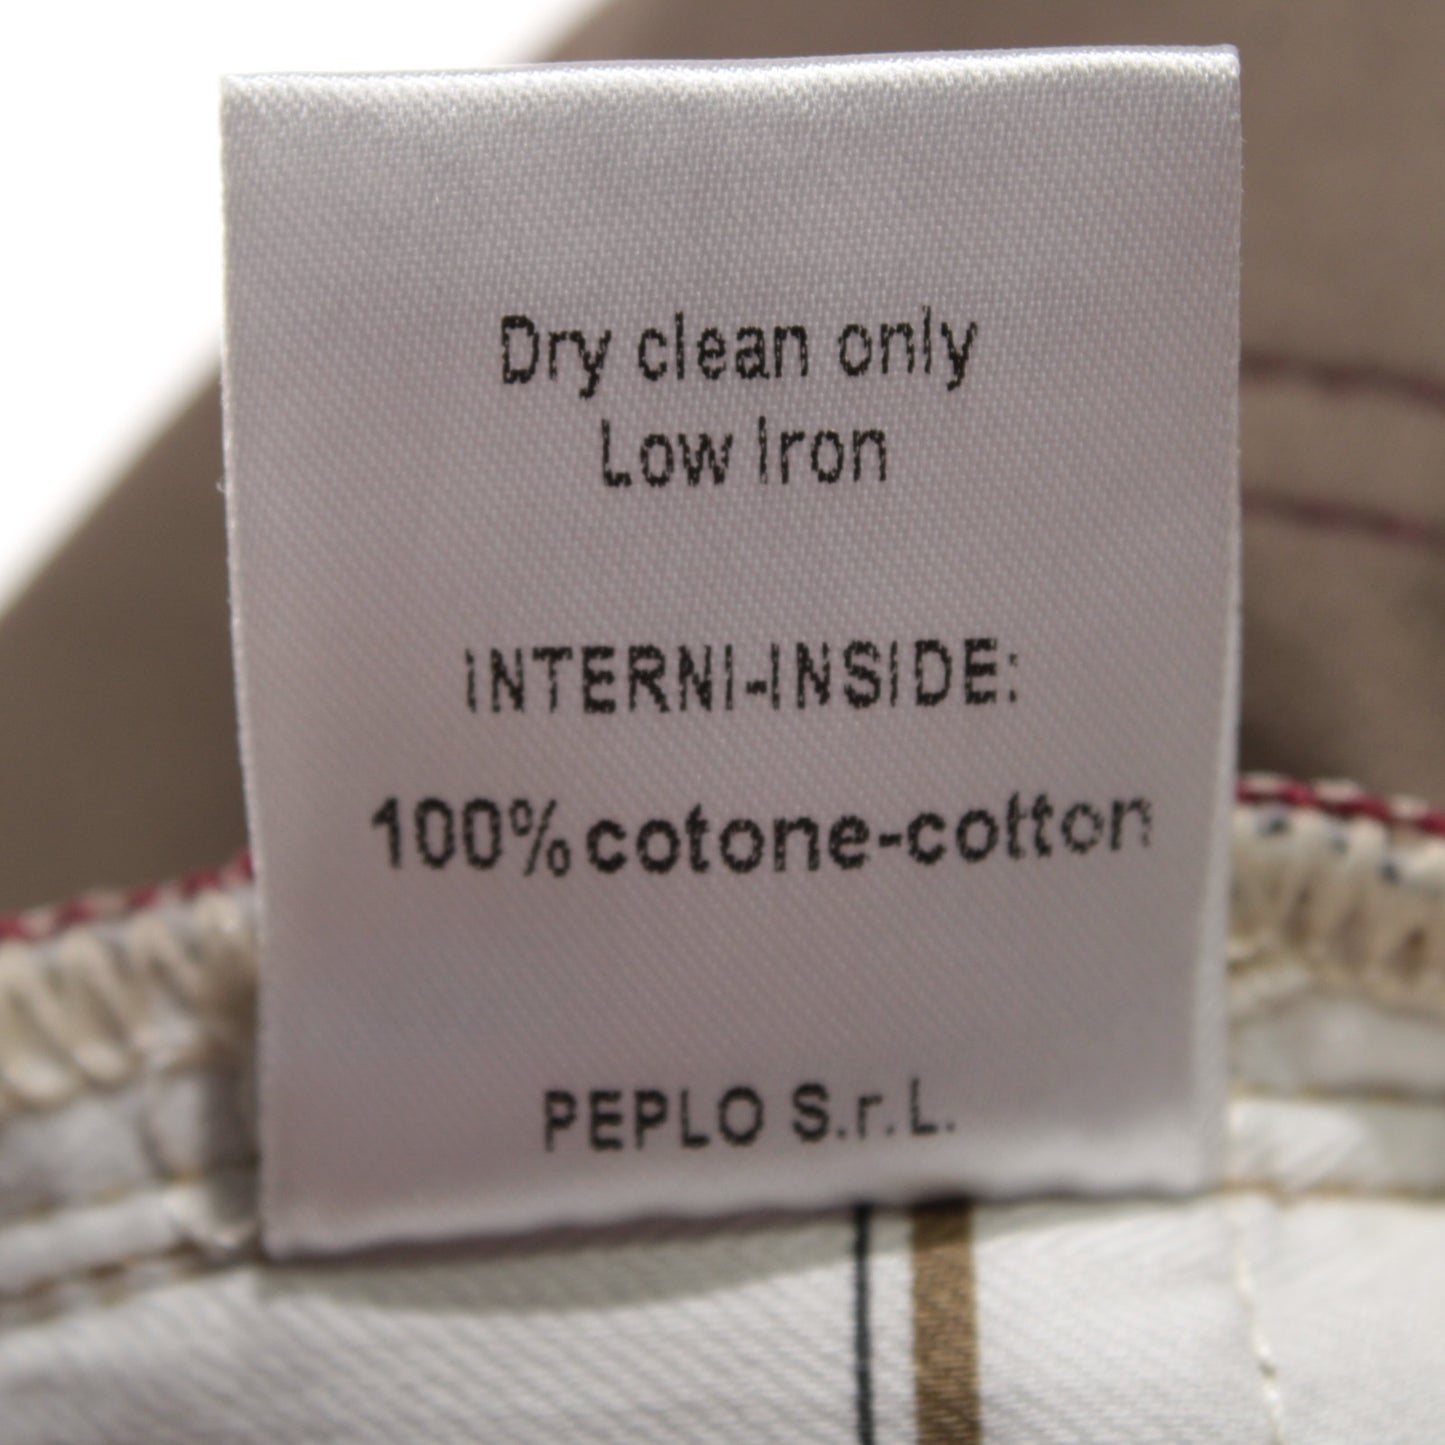 Dry clean only
Low Iron
INTERNI-INSIDE:
100%cotone-cotton
PEPLO S.r.L.